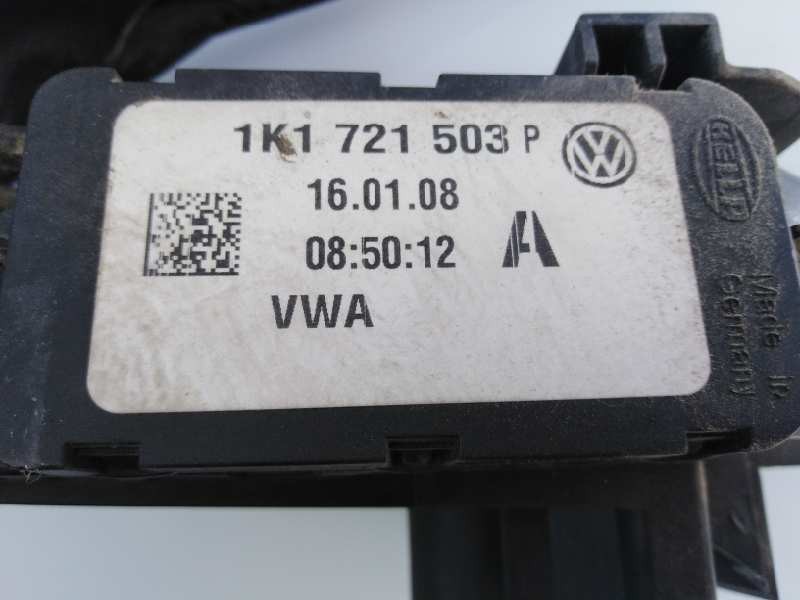 1K1 721 503 P
16.01.08
08:50:12
VWA
HELLA
Made in
Germany